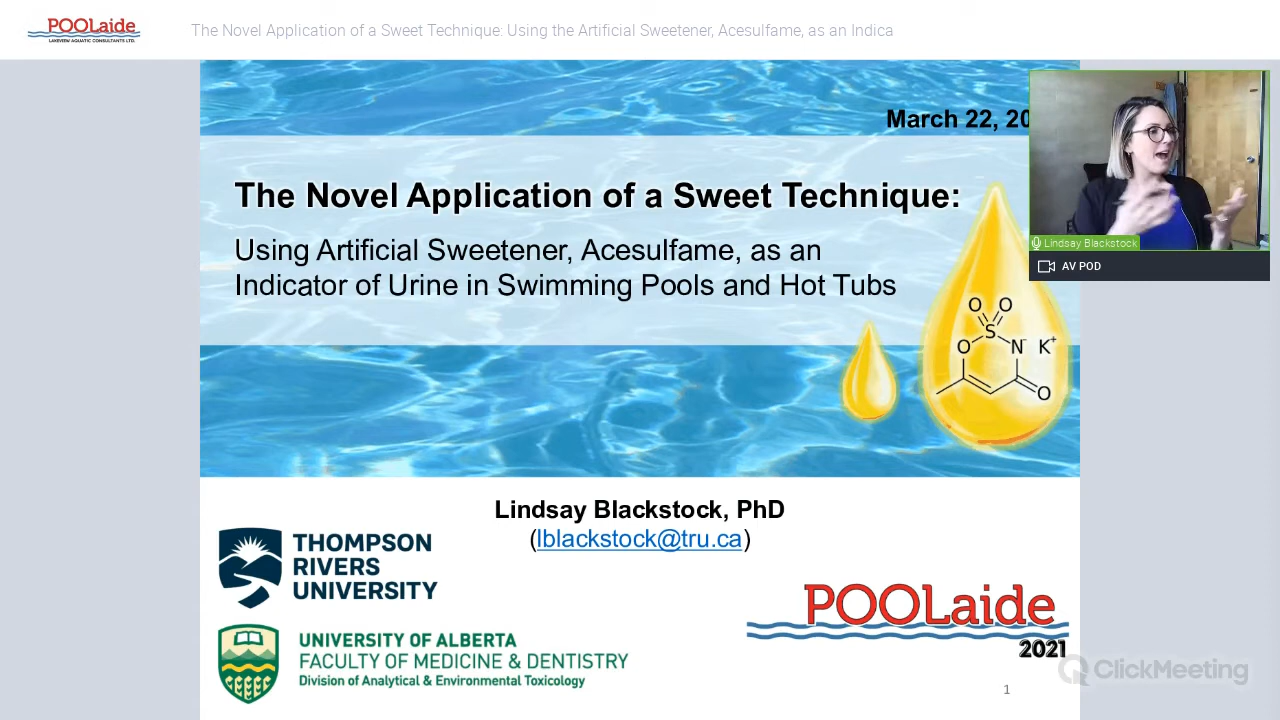 POOLaide
LAKEVIEW AQUATIC CONSULTANTS LTD.
The Novel Application of a Sweet Technique: Using the Artificial Sweetener, Acesulfame, as an Indica
March 22, 20
The Novel Application of a Sweet Technique:
Using Artificial Sweetener, Acesulfame, as an
Indicator of Urine in Swimming Pools and Hot Tubs
Lindsay Blackstock
AV POD
O O
S
O N⁻ K⁺
O
Lindsay Blackstock, PhD
(lblackstock@tru.ca)
THOMPSON
RIVERS
UNIVERSITY
UNIVERSITY OF ALBERTA
FACULTY OF MEDICINE & DENTISTRY
Division of Analytical & Environmental Toxicology
POOLaide
2021
ClickMeeting
1